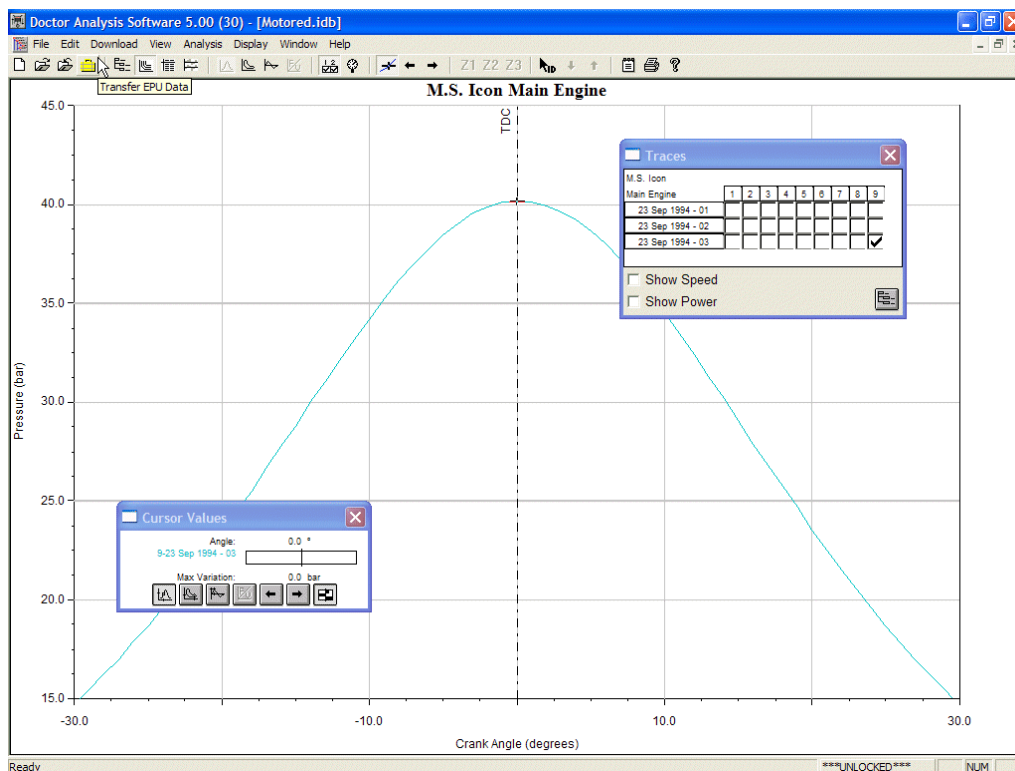 Doctor Analysis Software 5.00 (30) - [Motored.idb]
File Edit Download View Analysis Display Window Help
Z1 Z2 Z3 ID
Transfer EPU Data
M.S. Icon Main Engine
TDC
45.0
40.0
35.0
30.0
25.0
20.0
15.0
Pressure (bar)
Traces
M.S. Icon
Main Engine 1 2 3 4 5 6 7 8 9
23 Sep 1994 - 01
23 Sep 1994 - 02
23 Sep 1994 - 03
Show Speed
Show Power
Cursor Values
Angle: 0.0 °
9-23 Sep 1994 - 03
Max Variation: 0.0 bar
-30.0 -10.0 10.0 30.0
Crank Angle (degrees)
Ready ***UNLOCKED*** NUM